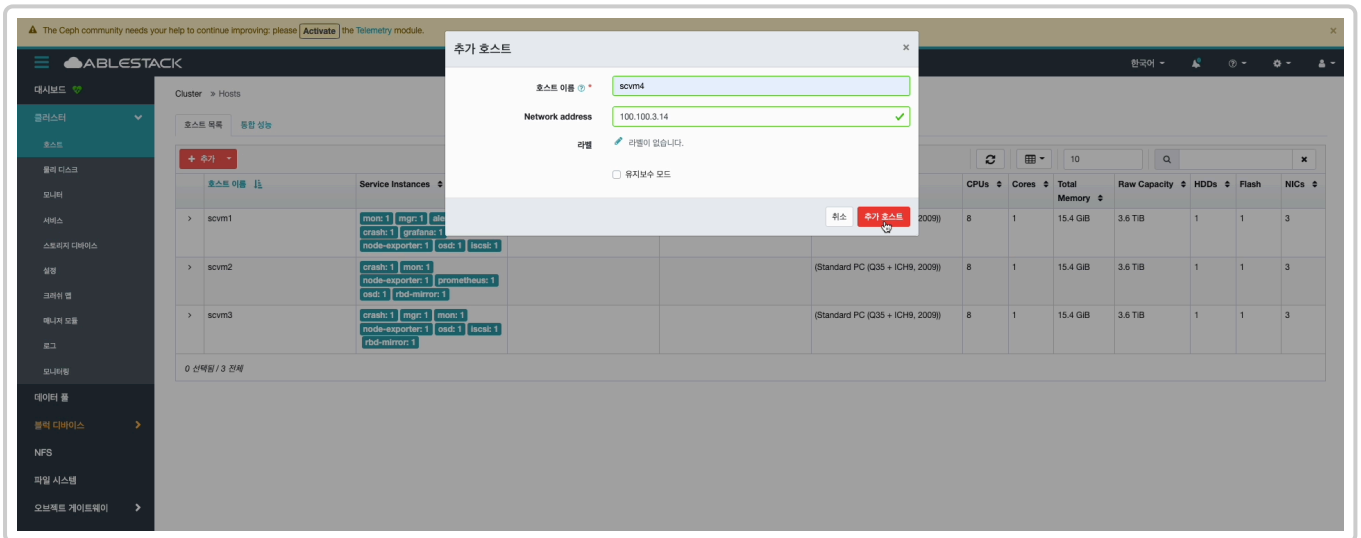 The Ceph community needs your help to continue improving: please Activate the Telemetry module.
ABLESTACK
한국어
대시보드
클러스터
호스트
물리 디스크
모니터
서비스
스토리지 디바이스
설정
크러쉬 맵
매니저 모듈
로그
모니터링
데이터 풀
블럭 디바이스
NFS
파일 시스템
오브젝트 게이트웨이
Cluster » Hosts
호스트 목록 통합 성능
추가
10
호스트 이름 Service Instances CPUs Cores Total Memory Raw Capacity HDDs Flash NICs
scvm1
mon: 1 mgr: 1
crash: 1 grafana: 1
node-exporter: 1 osd: 1 iscsi: 1
2009)) 8 1 15.4 GiB 3.6 TiB 1 1 3
scvm2
crash: 1 mon: 1
node-exporter: 1 prometheus: 1
osd: 1 rbd-mirror: 1
(Standard PC (Q35 + ICH9, 2009)) 8 1 15.4 GiB 3.6 TiB 1 1 3
scvm3
crash: 1 mgr: 1 mon: 1
node-exporter: 1 osd: 1 iscsi: 1
rbd-mirror: 1
(Standard PC (Q35 + ICH9, 2009)) 8 1 15.4 GiB 3.6 TiB 1 1 3
0 선택됨 / 3 전체
추가 호스트
호스트 이름 * scvm4
Network address 100.100.3.14
라벨 라벨이 없습니다.
유지보수 모드
취소 추가 호스트